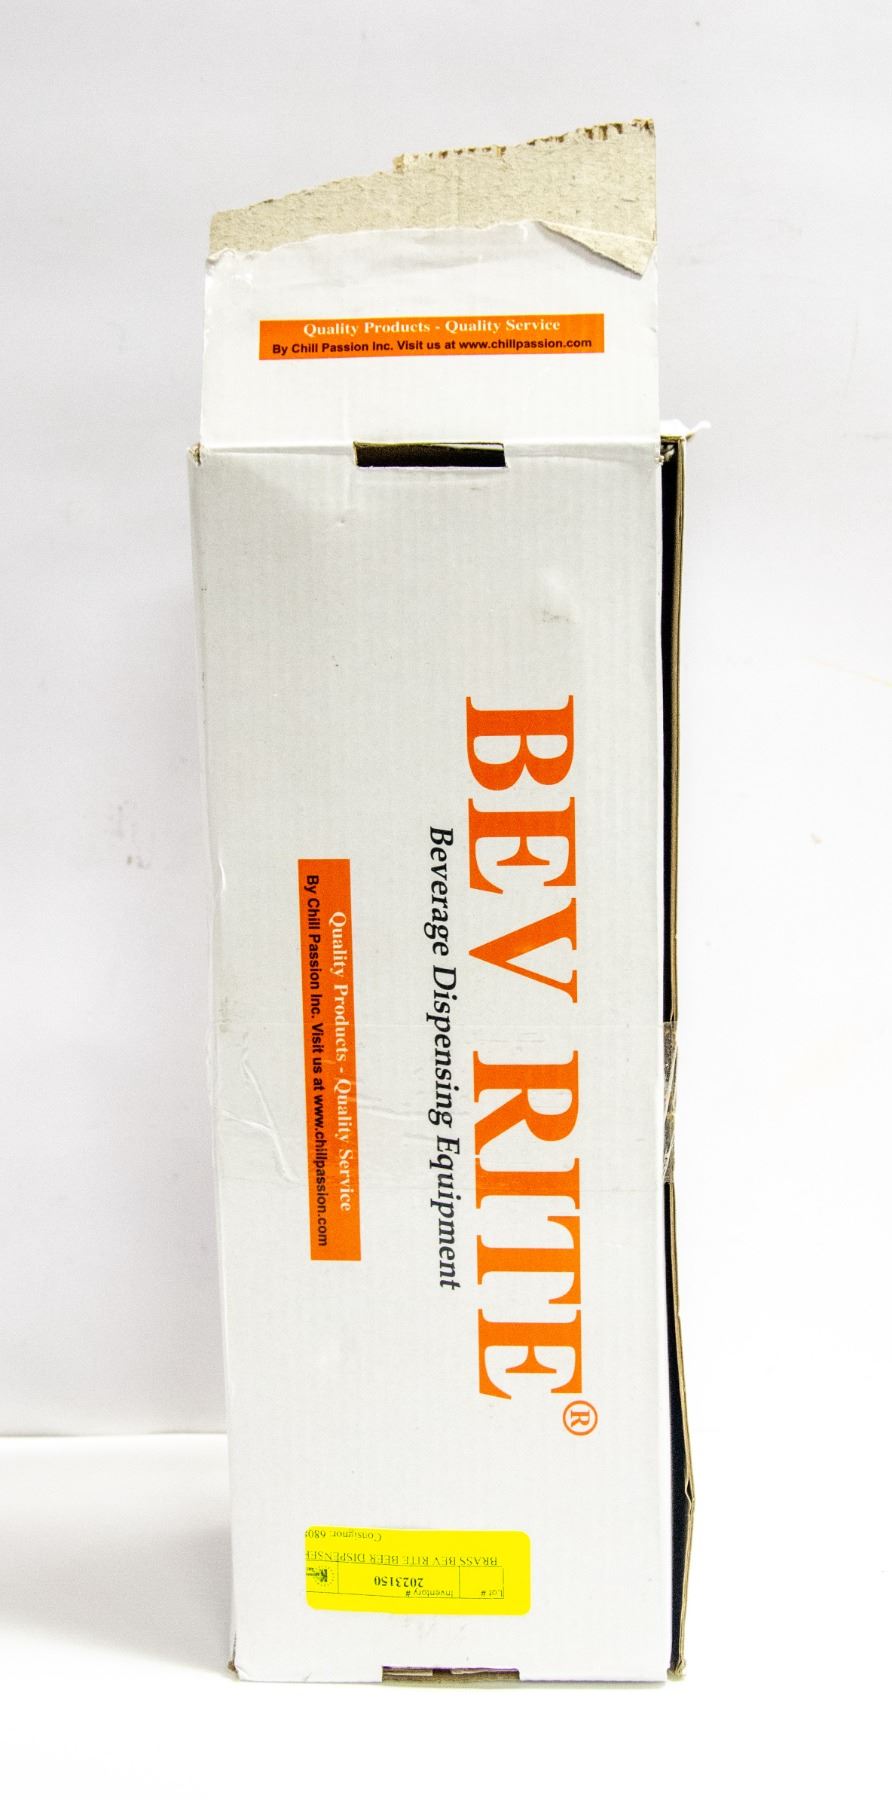 Quality Products - Quality Service
By Chill Passion Inc. Visit us at www.chillpassion.com
BEV RITE®
Beverage Dispensing Equipment
Quality Products - Quality Service
By Chill Passion Inc. Visit us at www.chillpassion.com
Lot # Inventory #
2023150
BRASS BEV RITE BEER DISPENSER
Consignor: 680